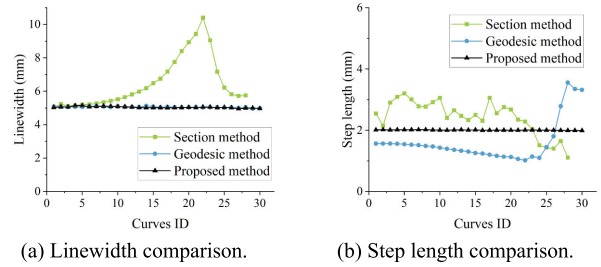 10
8
6
4
2
0
Linewidth (mm)
Section method
Geodesic method
Proposed method
0 5 10 15 20 25 30
Curves ID
(a) Linewidth comparison.
6
4
2
0
Step length (mm)
Section method
Geodesic method
Proposed method
0 5 10 15 20 25 30
Curves ID
(b) Step length comparison.